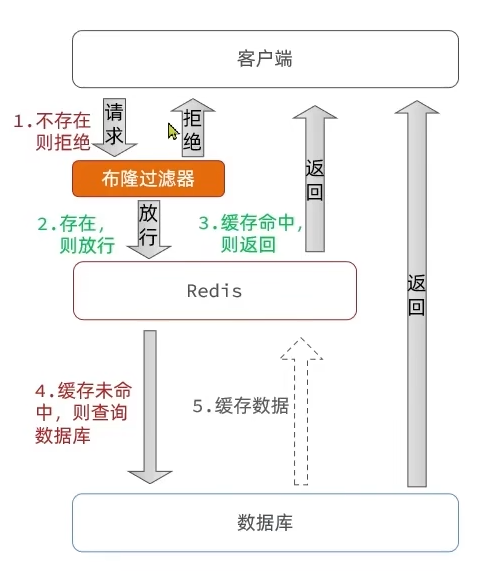 客户端
1.不存在
则拒绝
请求
拒绝
布隆过滤器
返回
2.存在，
则放行
放行
3.缓存命中，
则返回
Redis
返回
4.缓存未命
中，则查询
数据库
5.缓存数据
数据库